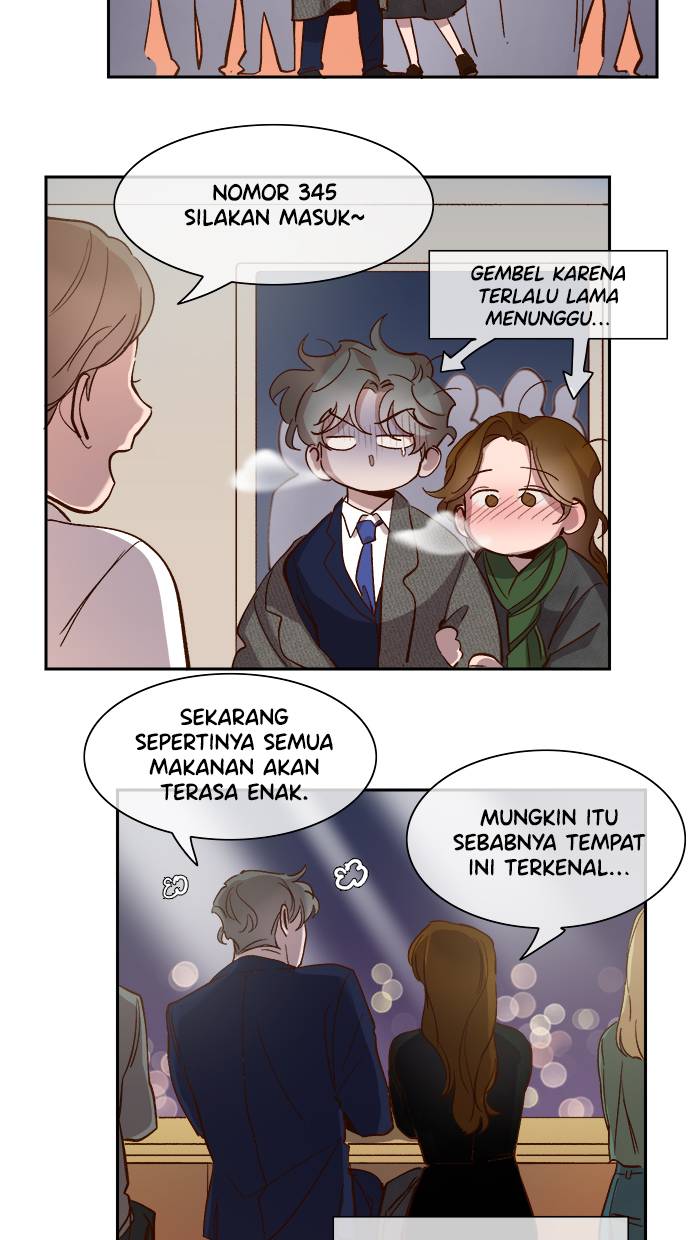 NOMOR 345
SILAKAN MASUK~
GEMBEL KARENA
TERLALU LAMA
MENUNGGU...
SEKARANG
SEPERTINYA SEMUA
MAKANAN AKAN
TERASA ENAK.
MUNGKIN ITU
SEBABNYA TEMPAT
INI TERKENAL...